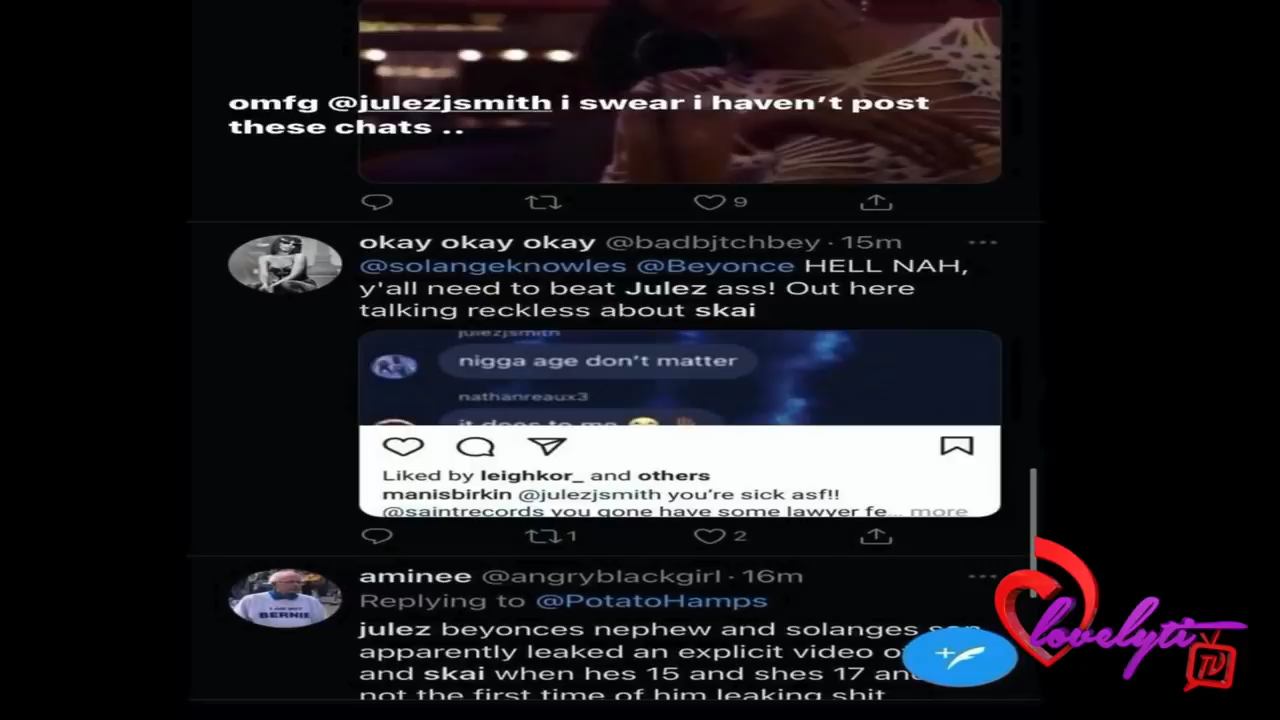 omfg @julezjsmith i swear i haven't post
these chats ..
9
okay okay okay @badbjtchbey · 15m
@solangeknowles @Beyonce HELL NAH,
y'all need to beat Julez ass! Out here
talking reckless about skai
julezjsmith
nigga age don't matter
nathanreaux3
it does to me
Liked by leighkor_ and others
manisbirkin @julezjsmith you're sick asf!!
@saintrecords you gone have some lawyer fe... more
1
2
aminee @angryblackgirl · 16m
I AM NOT
BERNIE
Replying to @PotatoHamps
julez beyonces nephew and solanges son
apparently leaked an explicit video o
and skai when hes 15 and shes 17 and
not the first time of him leaking shit
lovelyti
TV